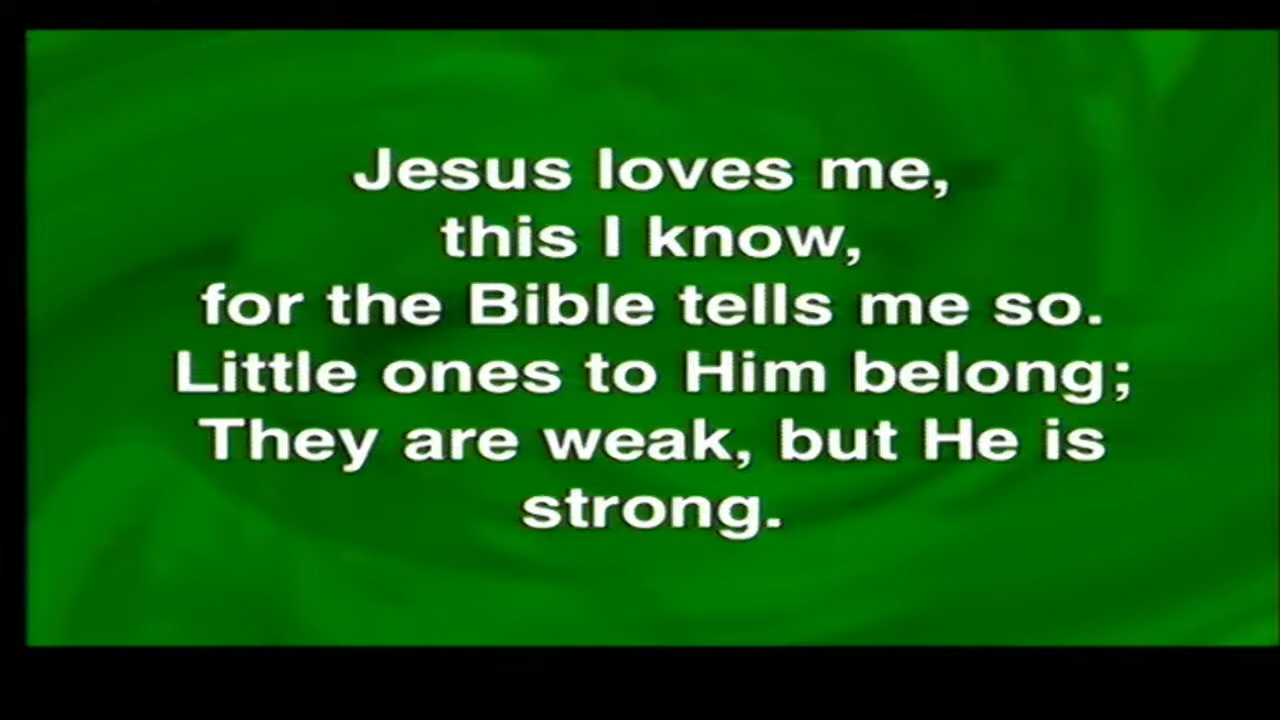 Jesus loves me,
this I know,
for the Bible tells me so.
Little ones to Him belong;
They are weak, but He is
strong.